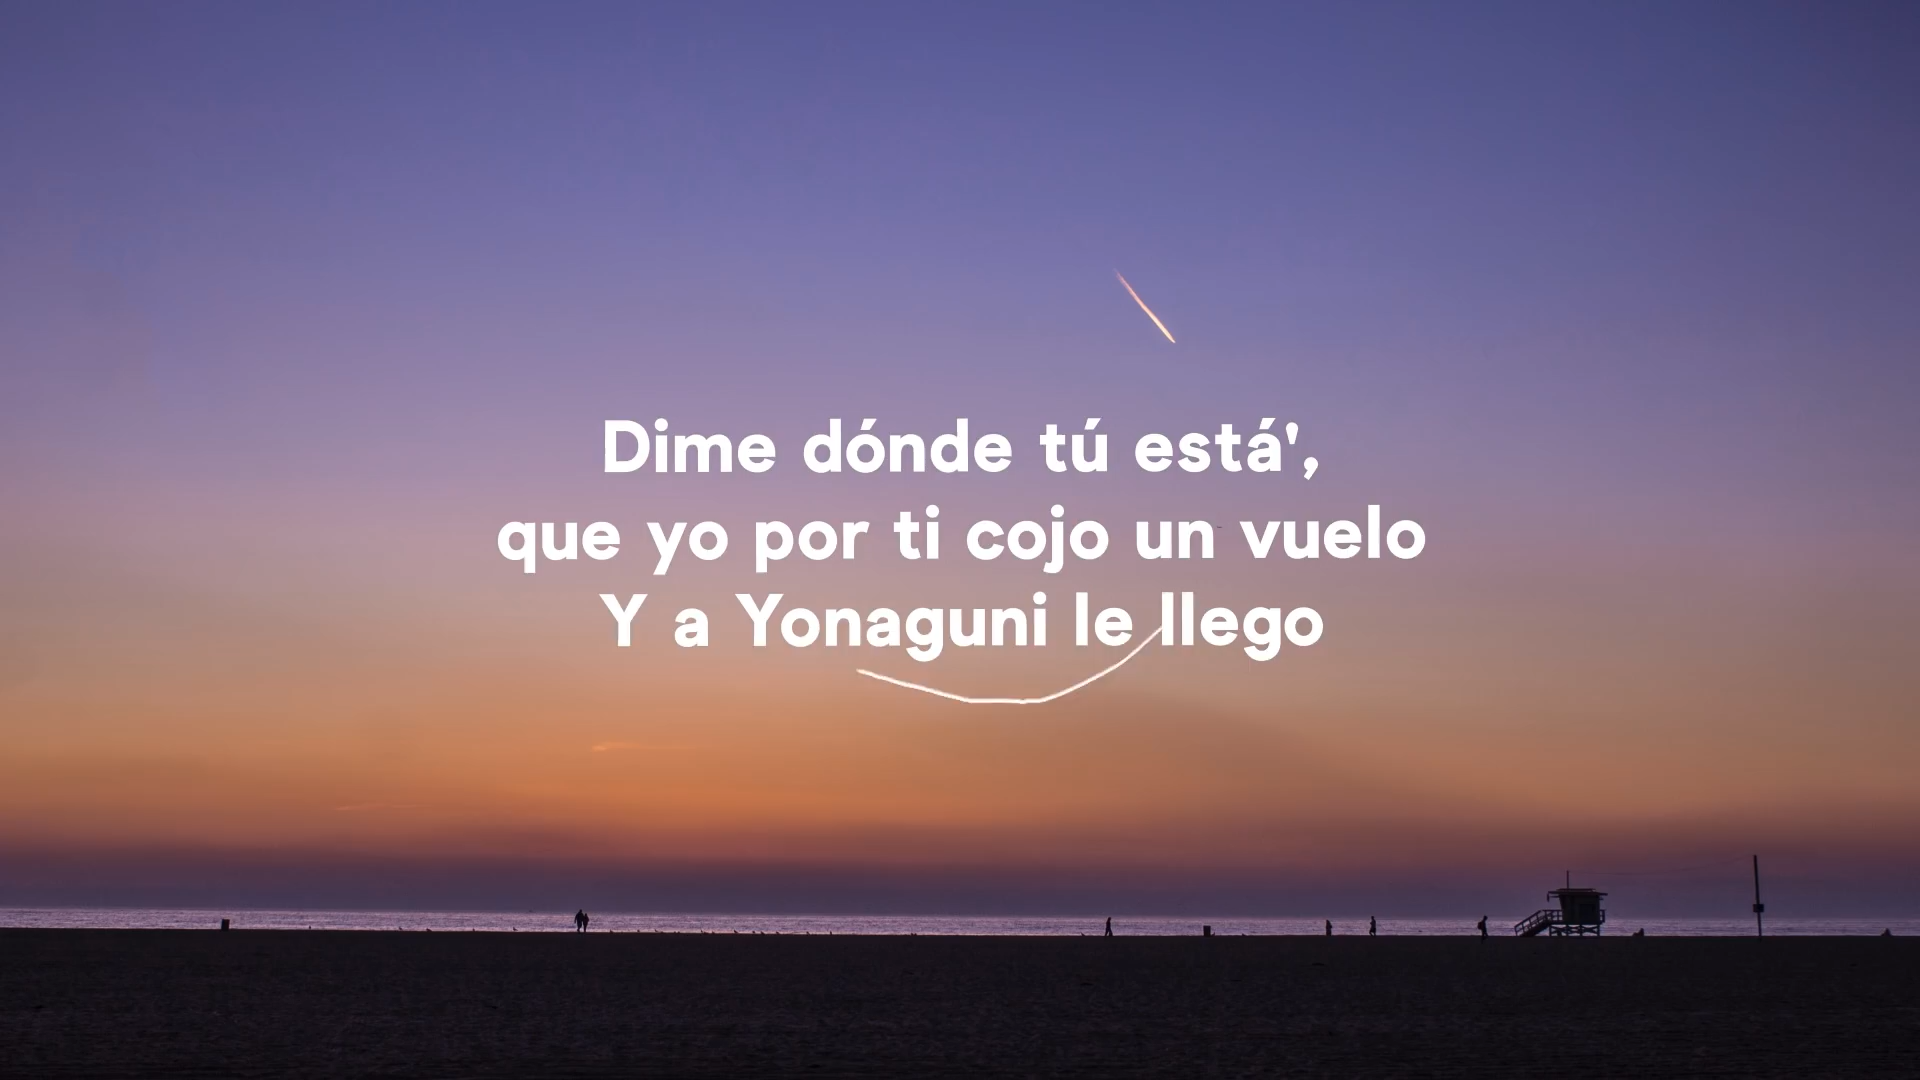 Dime dónde tú está',
que yo por ti cojo un vuelo
Y a Yonaguni le llego